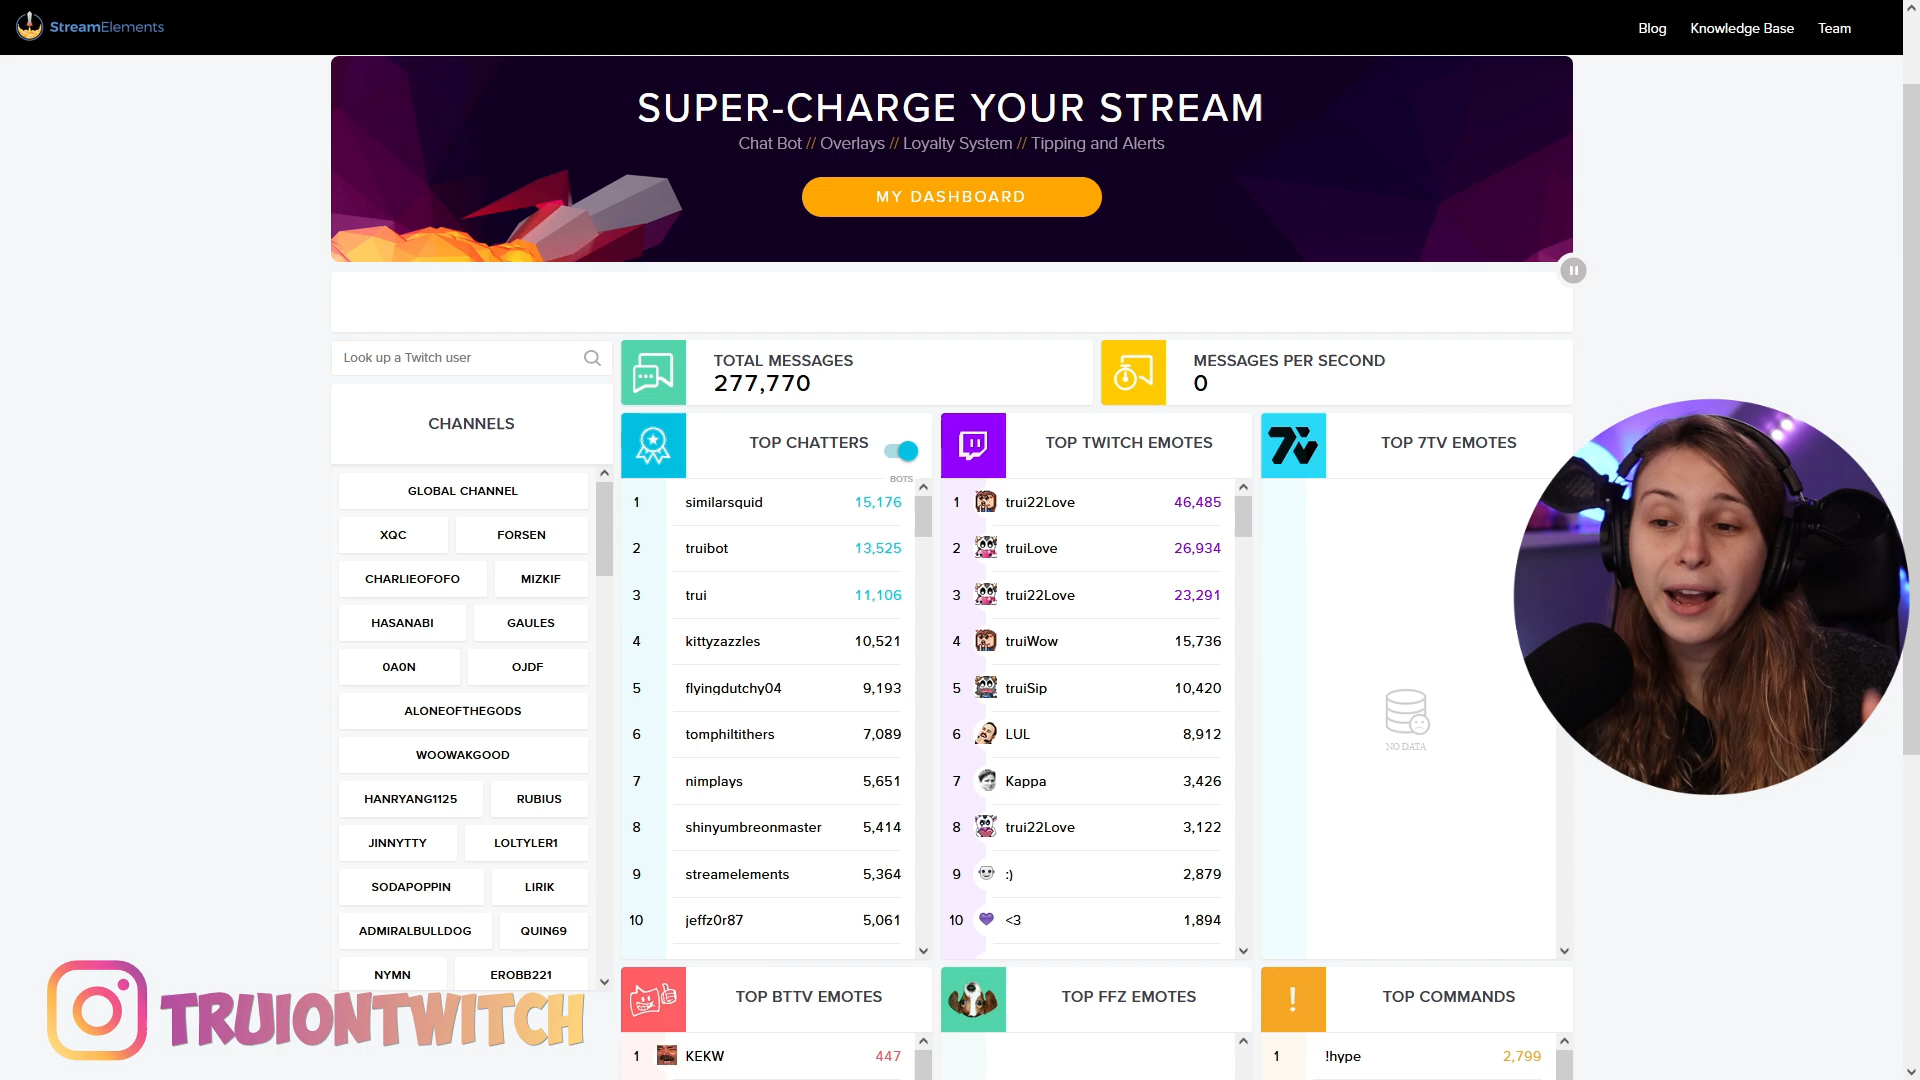 StreamElements
Blog Knowledge Base Team
SUPER-CHARGE YOUR STREAM
Chat Bot // Overlays // Loyalty System // Tipping and Alerts
MY DASHBOARD
Look up a Twitch user
TOTAL MESSAGES
277,770
MESSAGES PER SECOND
0
CHANNELS
GLOBAL CHANNEL
XQC FORSEN
CHARLIEOFOFO MIZKIF
HASANABI GAULES
0A0N OJDF
ALONEOFTHEGODS
WOOWAKGOOD
HANRYANG1125 RUBIUS
JINNYTTY LOLTYLER1
SODAPOPPIN LIRIK
ADMIRALBULLDOG QUIN69
NYMN EROBB221
TOP CHATTERS
BOTS
1 similarsquid 15,176
2 truibot 13,525
3 trui 11,106
4 kittyzazzles 10,521
5 flyingdutchy04 9,193
6 tomphiltithers 7,089
7 nimplays 5,651
8 shinyumbreonmaster 5,414
9 streamelements 5,364
10 jeffz0r87 5,061
TOP TWITCH EMOTES
1 trui22Love 46,485
2 truiLove 26,934
3 trui22Love 23,291
4 truiWow 15,736
5 truiSip 10,420
6 LUL 8,912
7 Kappa 3,426
8 trui22Love 3,122
9 :) 2,879
10 <3 1,894
TOP 7TV EMOTES
NO DATA
TOP BTTV EMOTES
1 KEKW 447
TOP FFZ EMOTES
! TOP COMMANDS
1 !hype 2,799
TRUIONTWITCH